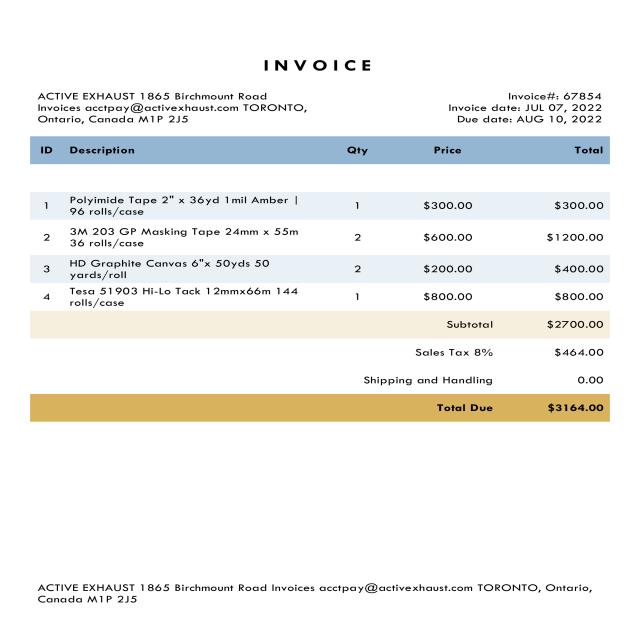 INVOICE
ACTIVE EXHAUST 1865 Birchmount Road
Invoices acctpay@activexhaust.com TORONTO,
Ontario, Canada M1P 2J5
Invoice#: 67854
Invoice date: JUL 07, 2022
Due date: AUG 10, 2022
ID Description Qty Price Total
1 Polyimide Tape 2" x 36yd 1mil Amber | 1 $300.00 $300.00
96 rolls/case
2 3M 203 GP Masking Tape 24mm x 55m 2 $600.00 $1200.00
36 rolls/case
3 HD Graphite Canvas 6"x 50yds 50 2 $200.00 $400.00
yards/roll
4 Tesa 51903 Hi-Lo Tack 12mmx66m 144 1 $800.00 $800.00
rolls/case
Subtotal $2700.00
Sales Tax 8% $464.00
Shipping and Handling 0.00
Total Due $3164.00
ACTIVE EXHAUST 1865 Birchmount Road Invoices acctpay@activexhaust.com TORONTO, Ontario,
Canada M1P 2J5